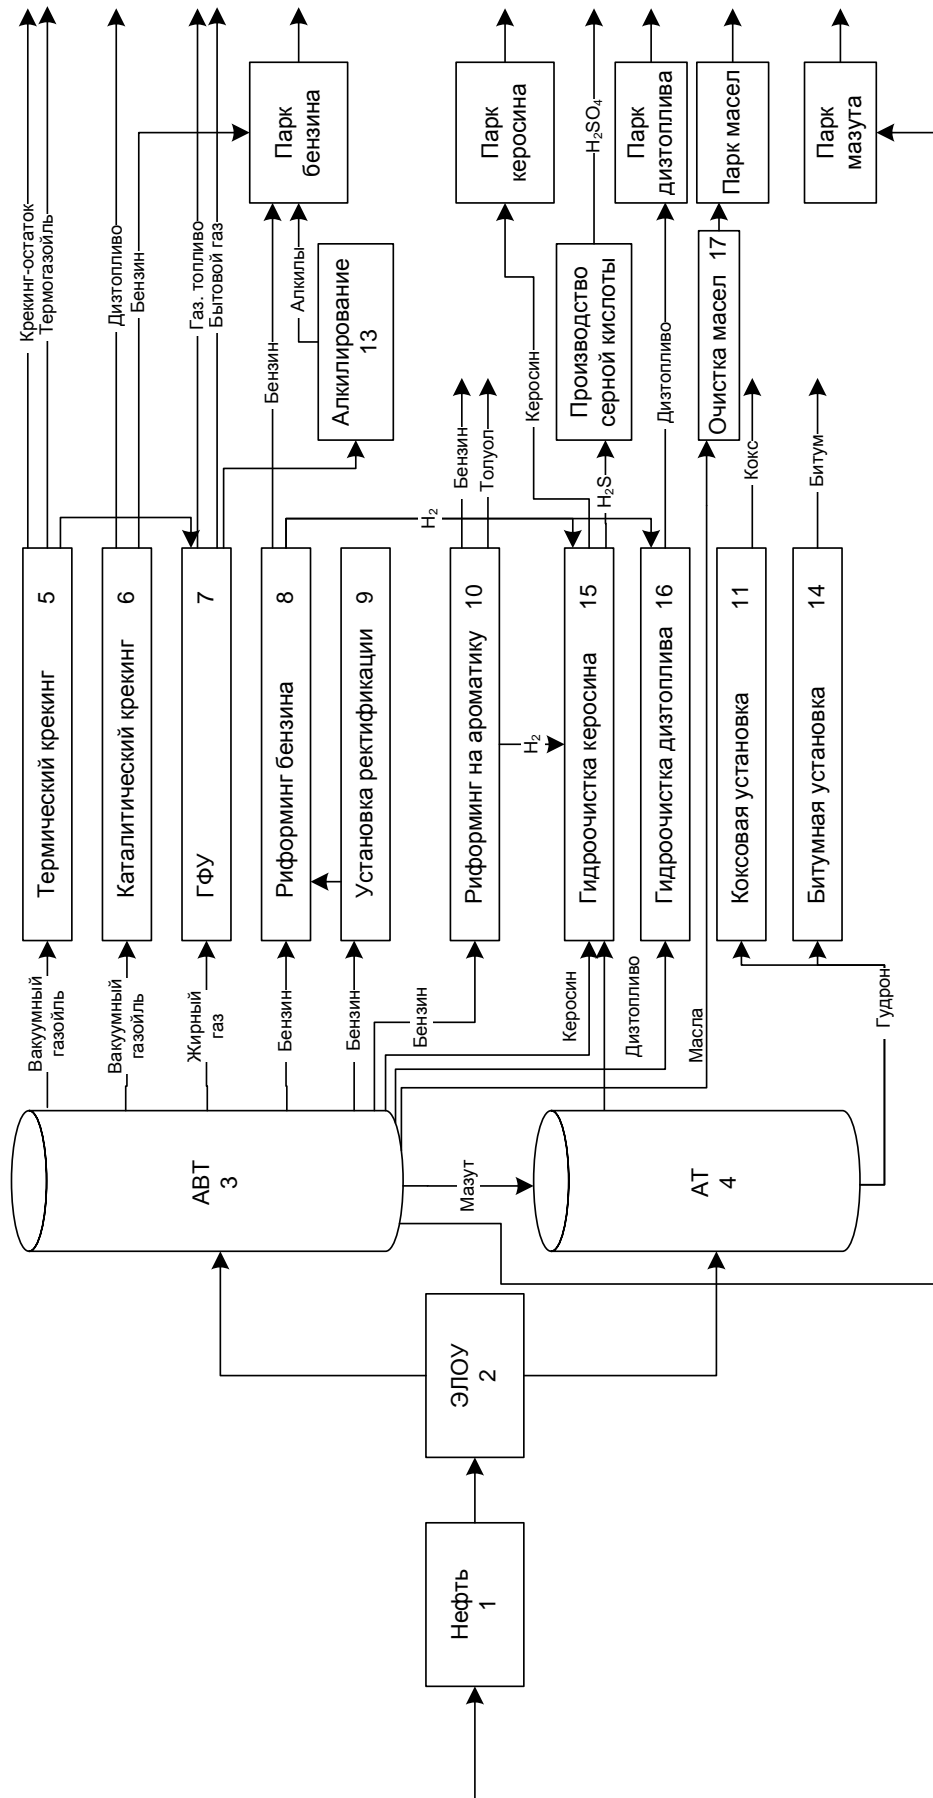 Нефть
1
ЭЛОУ
2
АВТ
3
Мазут
АТ
4
Вакуумный
газойль
Вакуумный
газойль
Жирный
газ
Бензин
Бензин
Бензин
Керосин
Дизтопливо
Масла
Гудрон
Термический крекинг 5
Каталитический крекинг 6
ГФУ 7
Риформинг бензина 8
Установка ректификации 9
Риформинг на ароматику 10
H₂
Гидроочистка керосина 15
Гидроочистка дизтоплива 16
Коксовая установка 11
Битумная установка 14
Крекинг-остаток
Термогазойль
Дизтопливо
Бензин
Газ. топливо
Бытовой газ
Бензин
Алкилы
Алкилирование
13
H₂
Бензин
Толуол
Керосин
H₂S
Производство
серной кислоты
H₂SO₄
Дизтопливо
Очистка масел 17
Кокс
Битум
Парк
бензина
Парк
керосина
Парк
дизтоплива
Парк масел
Парк
мазута